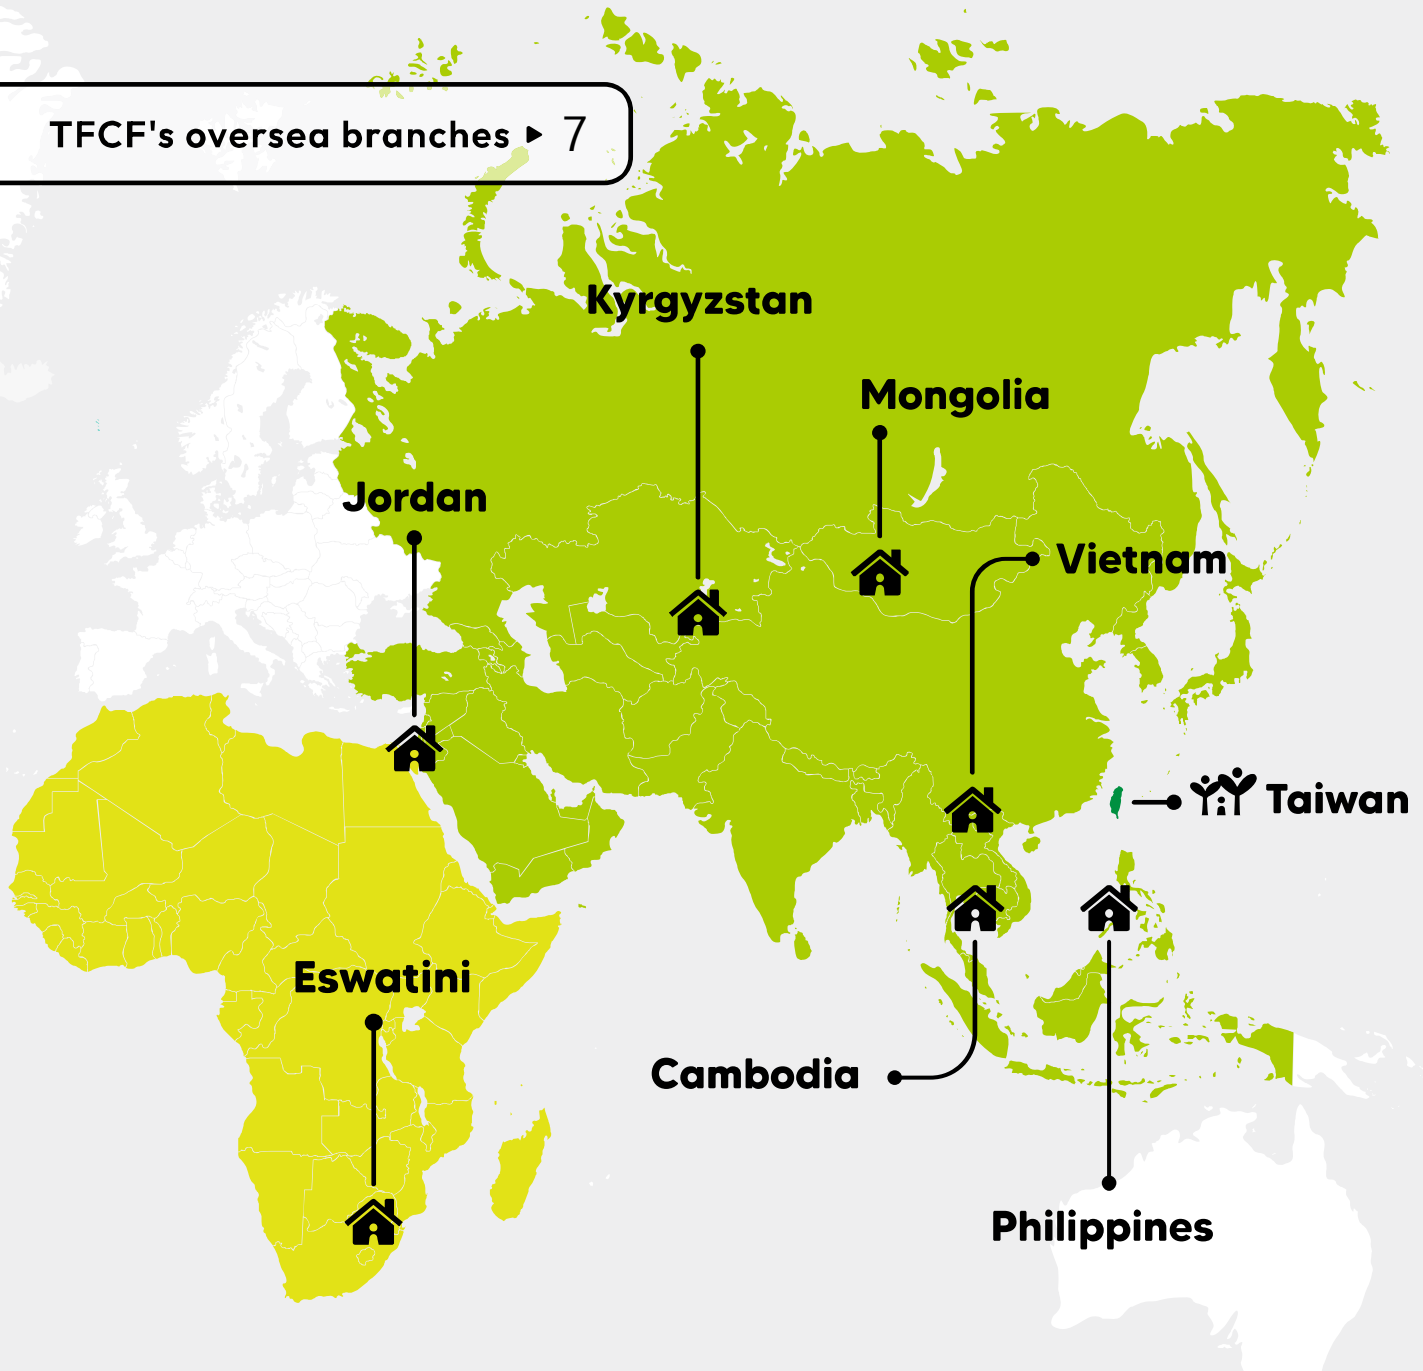 TFCF's oversea branches ▶ 7
Kyrgyzstan
Mongolia
Jordan
Vietnam
Taiwan
Eswatini
Cambodia
Philippines